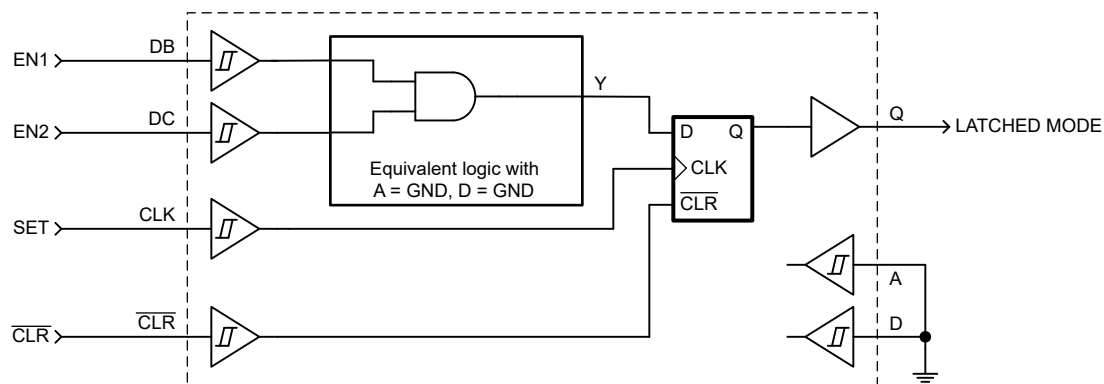 DB
EN1
Y
DC
EN2
Q
LATCHED MODE
D Q
Equivalent logic with
A = GND, D = GND
CLK
CLK
SET
CLR
A
CLR
CLR
D